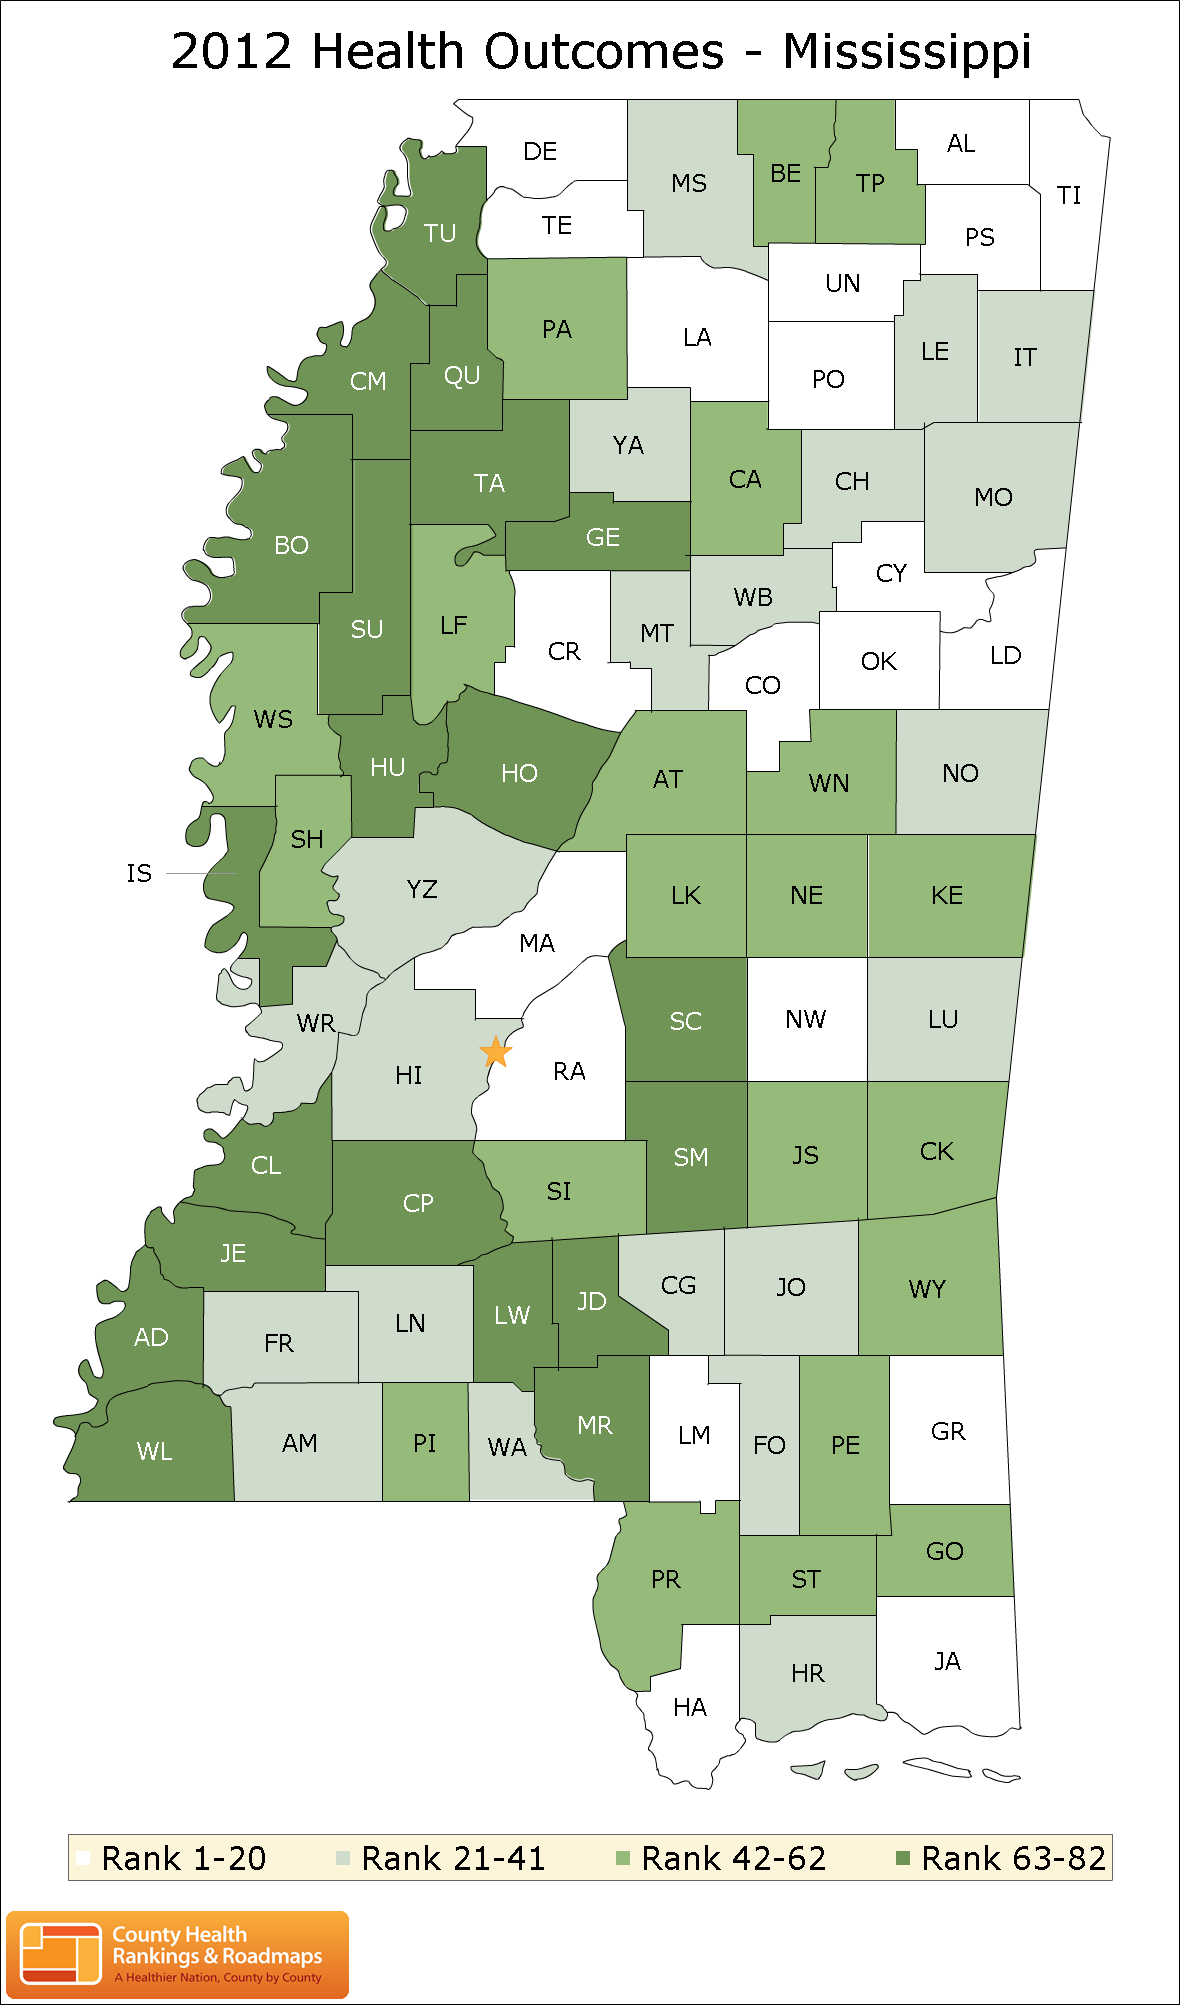 2012 Health Outcomes - Mississippi
DE
MS
BE
TP
AL
TI
TU
TE
PS
UN
PA
LA
LE
IT
CM
QU
PO
YA
TA
CA
CH
MO
BO
GE
CY
WB
SU
LF
MT
CR
OK
LD
CO
WS
HU
HO
AT
WN
NO
SH
IS
YZ
LK
NE
KE
MA
WR
SC
NW
LU
HI
RA
CL
CP
SI
SM
JS
CK
JE
AD
FR
LN
LW
JD
CG
JO
WY
WL
AM
PI
WA
MR
LM
FO
PE
GR
PR
ST
GO
HA
HR
JA
Rank 1-20 Rank 21-41 Rank 42-62 Rank 63-82
County Health
Rankings & Roadmaps
A Healthier Nation, County by County